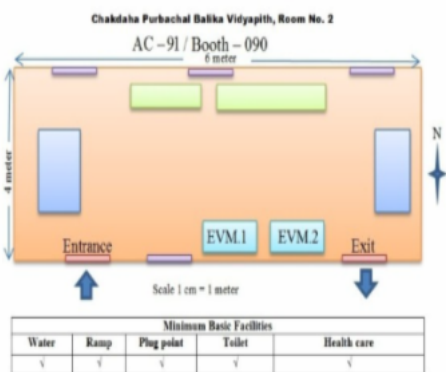 Chakdaha Purbachal Balika Vidyapith, Room No. 2
AC – 91 / Booth – 090
6 meter
4 meter
N
EVM.1 EVM.2
Entrance Exit
Scale 1 cm = 1 meter
Minimum Basic Facilities
Water Ramp Plug point Toilet Health care
√ √ √ √ √